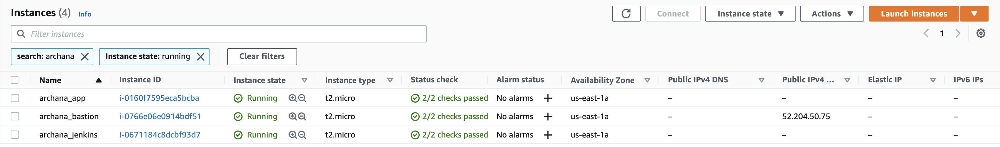 Instances (4) Info Connect Instance state Actions Launch instances
Filter instances 1
search: archana Instance state: running Clear filters
Name Instance ID Instance state Instance type Status check Alarm status Availability Zone Public IPv4 DNS Public IPv4 ... Elastic IP IPv6 IPs
archana_app i-0160f7595eca5bcba Running t2.micro 2/2 checks passed No alarms + us-east-1a – – – –
archana_bastion i-0766e06e0914bdf51 Running t2.micro 2/2 checks passed No alarms + us-east-1a – 52.204.50.75 – –
archana_jenkins i-0671184c8dcbf93d7 Running t2.micro 2/2 checks passed No alarms + us-east-1a – – – –